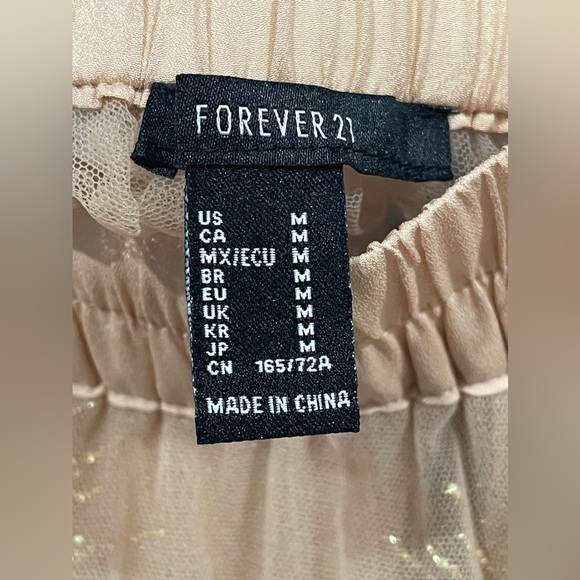 FOREVER 21
US M
CA M
MX/ECU M
BR M
EU M
UK M
KR M
JP M
CN 165/72A
MADE IN CHINA